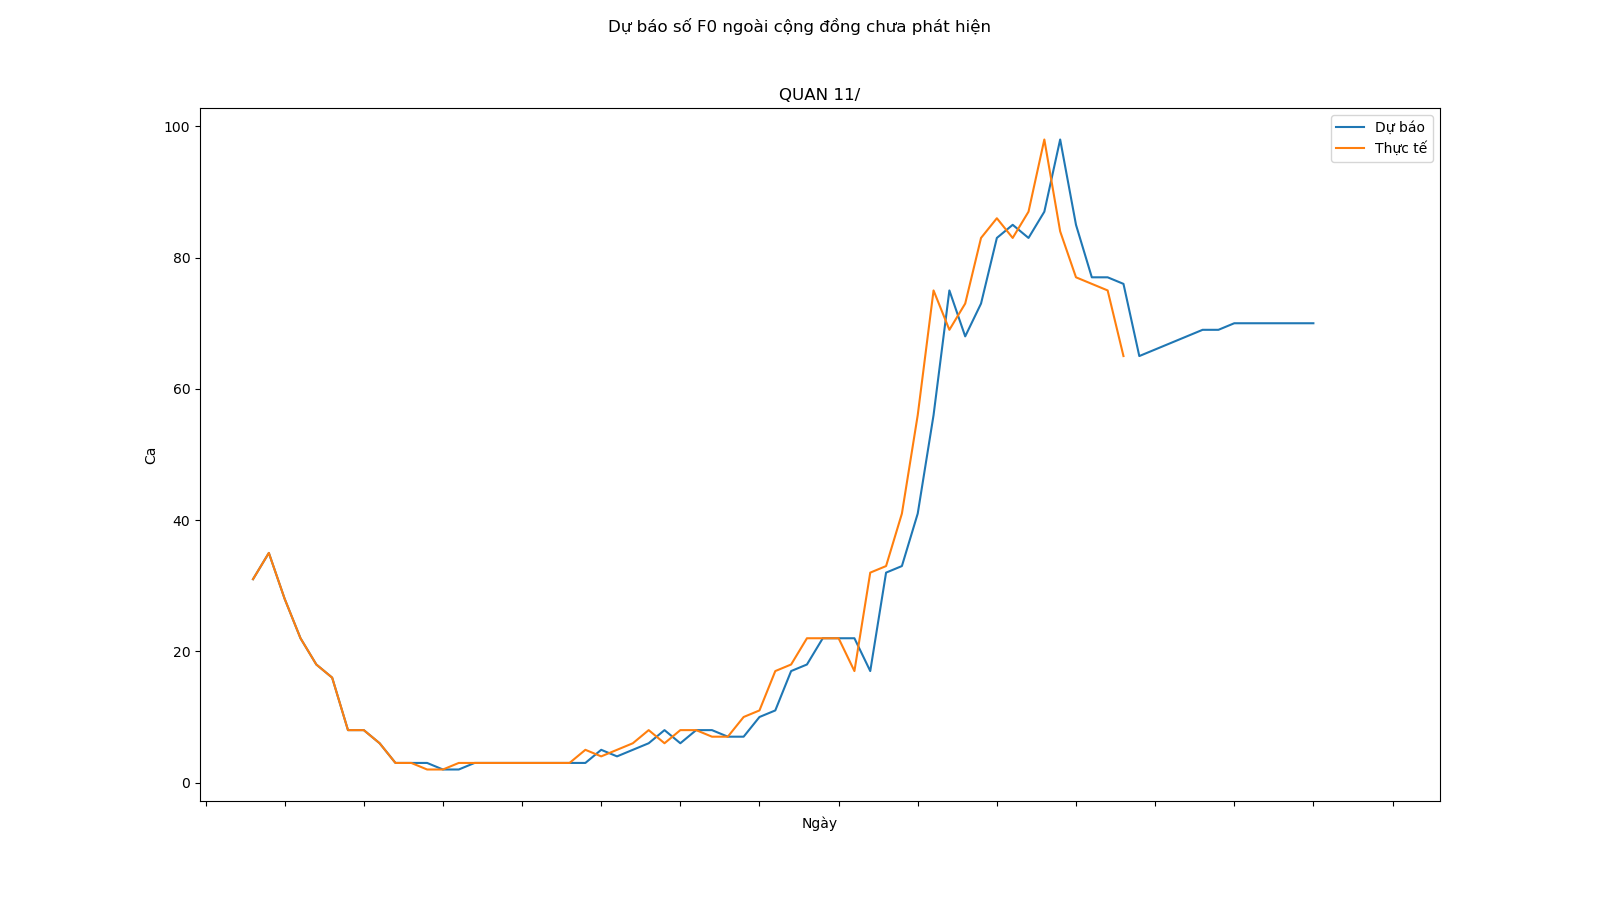 Dự báo số F0 ngoài cộng đồng chưa phát hiện
QUAN 11/
Dự báo
Thực tế
100
80
60
40
20
0
Ca
Ngày